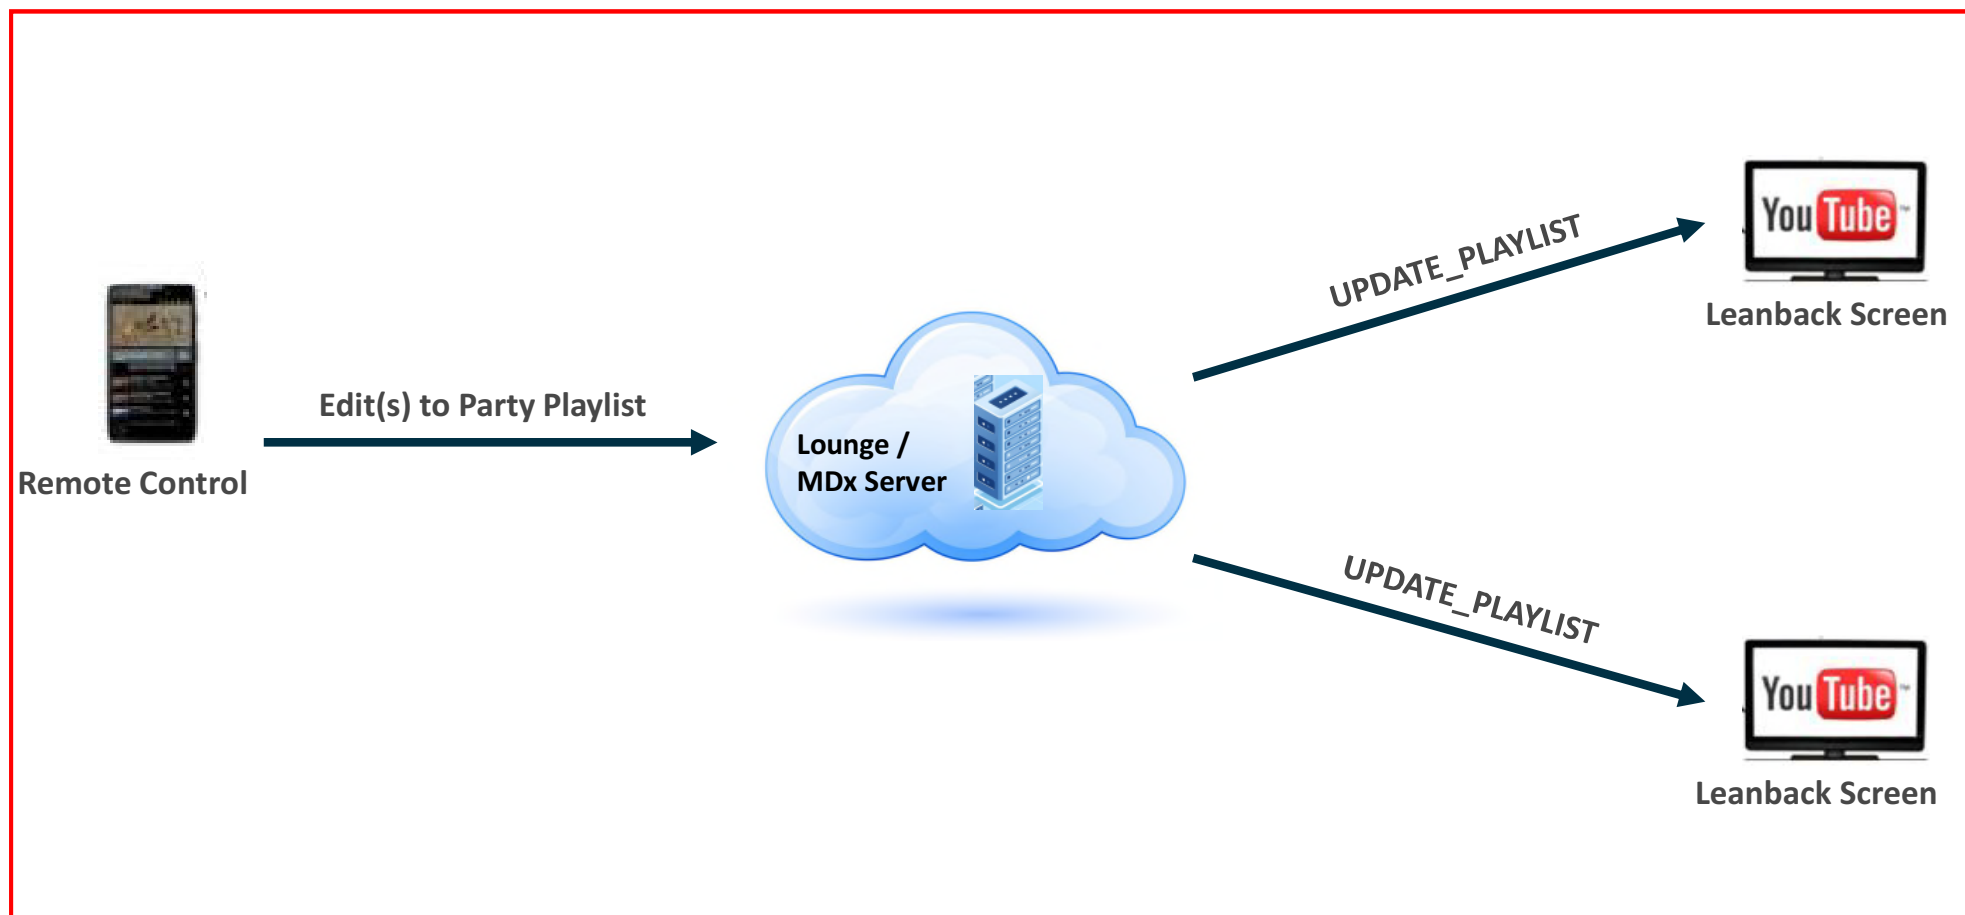 Remote Control
Edit(s) to Party Playlist
Lounge /
MDx Server
UPDATE_PLAYLIST
YouTube
Leanback Screen
UPDATE_PLAYLIST
YouTube
Leanback Screen